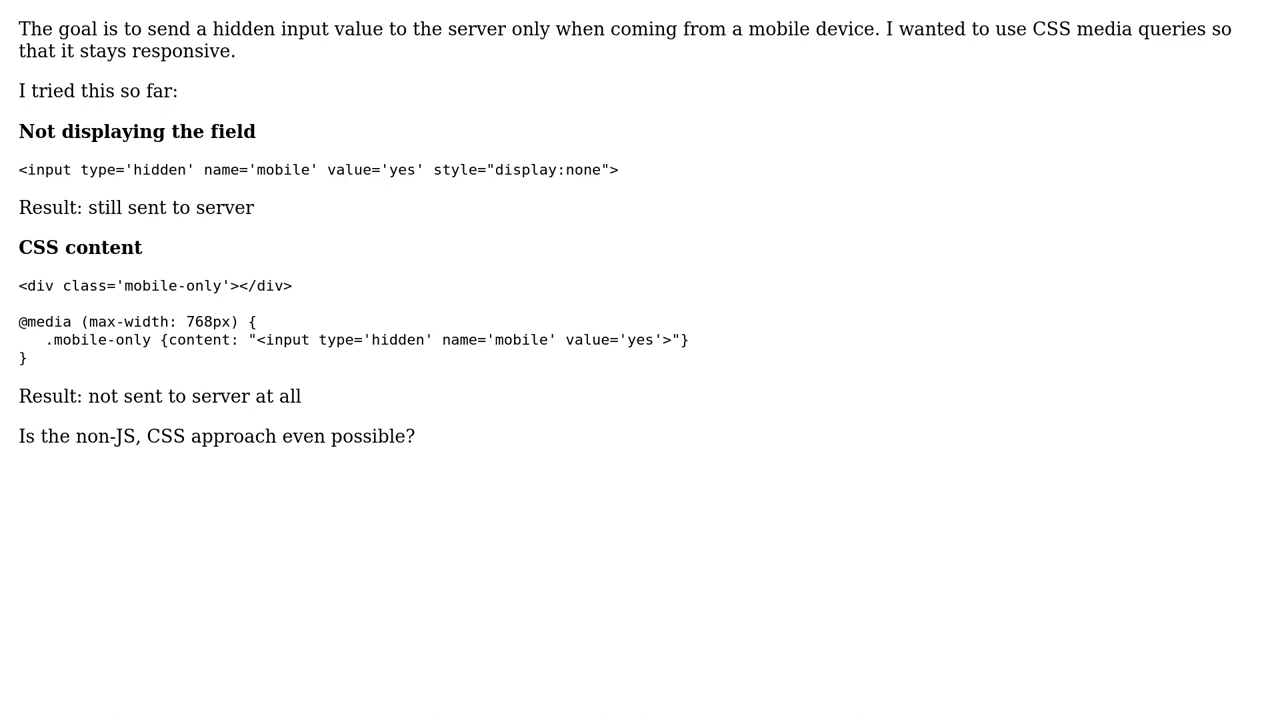 The goal is to send a hidden input value to the server only when coming from a mobile device. I wanted to use CSS media queries so
that it stays responsive.
I tried this so far:
Not displaying the field
<input type='hidden' name='mobile' value='yes' style="display:none">
Result: still sent to server
CSS content
<div class='mobile-only'></div>
@media (max-width: 768px) {
   .mobile-only {content: "<input type='hidden' name='mobile' value='yes'>"}
}
Result: not sent to server at all
Is the non-JS, CSS approach even possible?